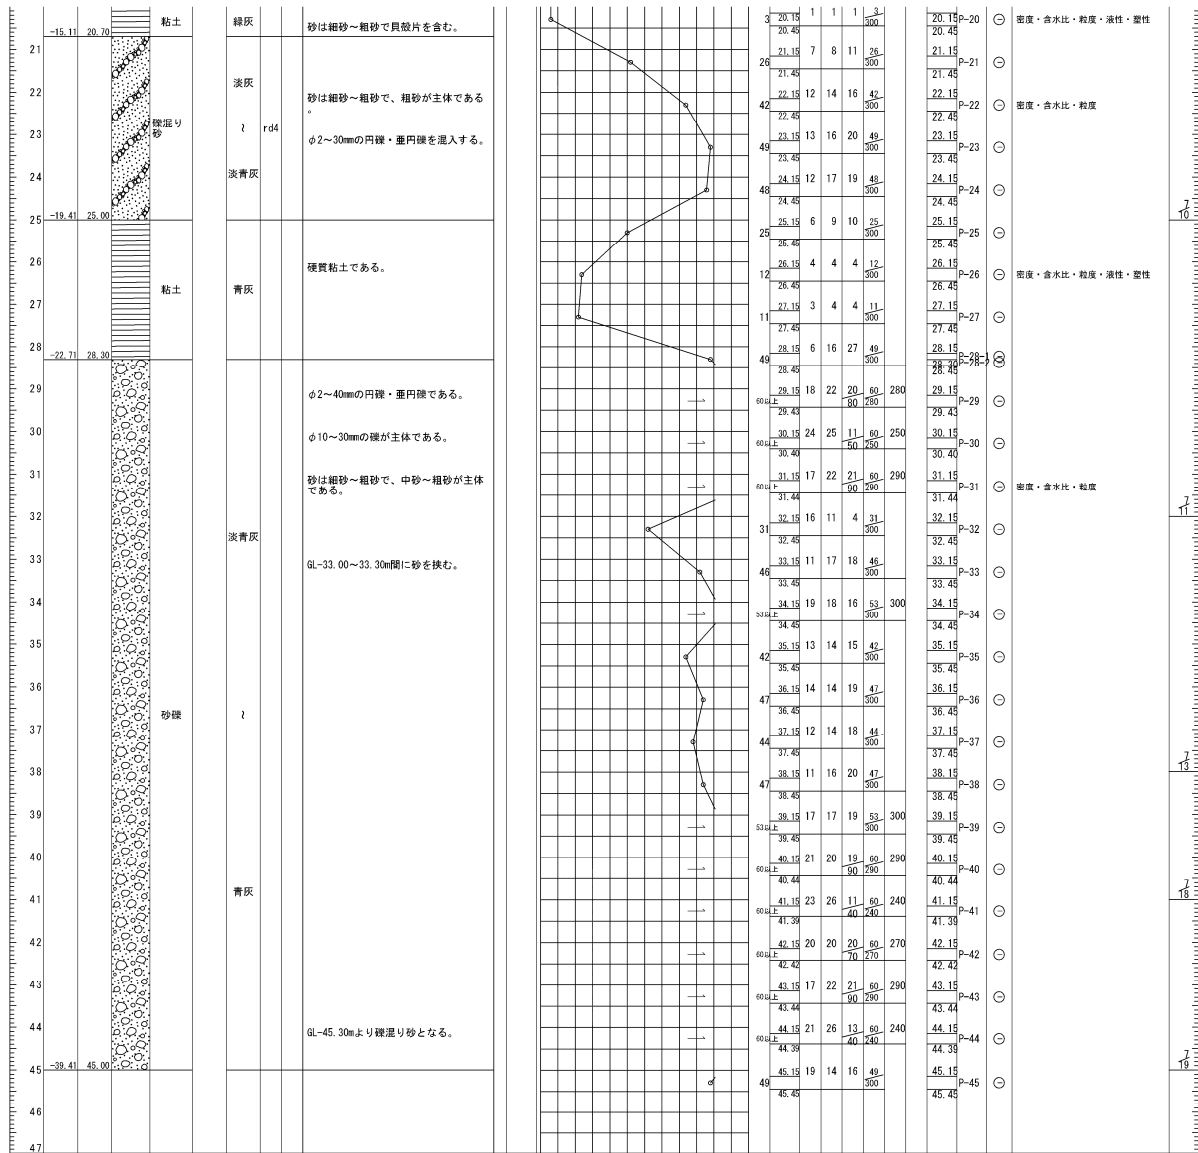 粘土 緑灰 砂は細砂～粗砂で貝殻片を含む。 3 20.15 1 1 1 3/300 20.15 P-20 密度・含水比・粒度・液性・塑性
-15.11 20.70 20.45 20.45
21 26 21.15 7 8 11 26/300 21.15 P-21
淡灰 21.45 21.45
22 砂は細砂～粗砂で、粗砂が主体である 42 22.15 12 14 16 42/300 22.15 P-22 密度・含水比・粒度
。 22.45 22.45
礫混り
砂
23 ～ rd4 φ2～30mmの円礫・亜円礫を混入する。 49 23.15 13 16 20 49/300 23.15 P-23
23.45 23.45
24 淡青灰 48 24.15 12 17 19 48/300 24.15 P-24
24.45 24.45
7/10
25 -19.41 25.00 25 25.15 6 9 10 25/300 25.15 P-25
25.45 25.45
26 硬質粘土である。 12 26.15 4 4 4 12/300 26.15 P-26 密度・含水比・粒度・液性・塑性
粘土 青灰 26.45 26.45
27 11 27.15 3 4 4 11/300 27.15 P-27
27.45 27.45
28 -22.71 28.30 49 28.15 6 16 27 49/300 28.15 P-28-1
28.30 P-28-2
28.45 28.45
29 φ2～40mmの円礫・亜円礫である。 60以上 29.15 18 22 20/80 60/280 280 29.15 P-29
29.43 29.43
30 φ10～30mmの礫が主体である。 60以上 30.15 24 25 11/50 60/250 250 30.15 P-30
30.40 30.40
31 砂は細砂～粗砂で、中砂～粗砂が主体 60以上 31.15 17 22 21/90 60/290 290 31.15 P-31 密度・含水比・粒度
である。 31.44 31.44
7/11
32 淡青灰 31 32.15 16 11 4 31/300 32.15 P-32
32.45 32.45
33 GL-33.00～33.30m間に砂を挟む。 46 33.15 11 17 18 46/300 33.15 P-33
33.45 33.45
34 53以上 34.15 19 18 16 53/300 300 34.15 P-34
34.45 34.45
35 42 35.15 13 14 15 42/300 35.15 P-35
35.45 35.45
36 47 36.15 14 14 19 47/300 36.15 P-36
砂礫 ～ 36.45 36.45
37 44 37.15 12 14 18 44/300 37.15 P-37
37.45 37.45
7/13
38 47 38.15 11 16 20 47/300 38.15 P-38
38.45 38.45
39 53以上 39.15 17 17 19 53/300 300 39.15 P-39
39.45 39.45
40 60以上 40.15 21 20 19/90 60/290 290 40.15 P-40
青灰 40.44 40.44
7/18
41 60以上 41.15 23 26 11/40 60/240 240 41.15 P-41
41.39 41.39
42 60以上 42.15 20 20 20/70 60/270 270 42.15 P-42
42.42 42.42
43 60以上 43.15 17 22 21/90 60/290 290 43.15 P-43
43.44 43.44
44 GL-45.30mより礫混り砂となる。 60以上 44.15 21 26 13/40 60/240 240 44.15 P-44
44.39 44.39
7/19
45 -39.41 45.00 49 45.15 19 14 16 49/300 45.15 P-45
45.45 45.45
46
47